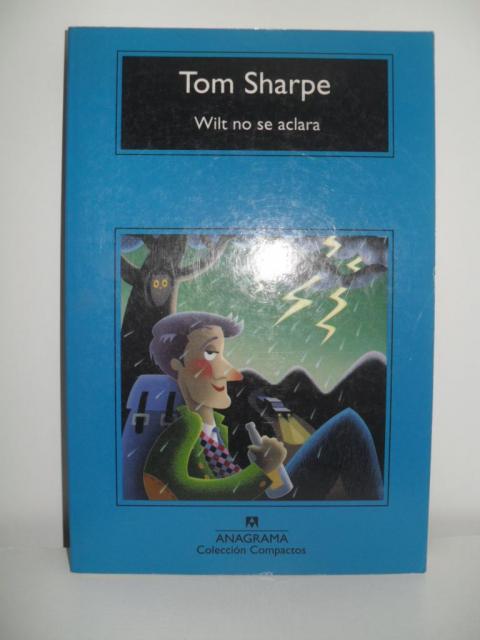 Tom Sharpe
Wilt no se aclara
ANAGRAMA
Colección Compactos